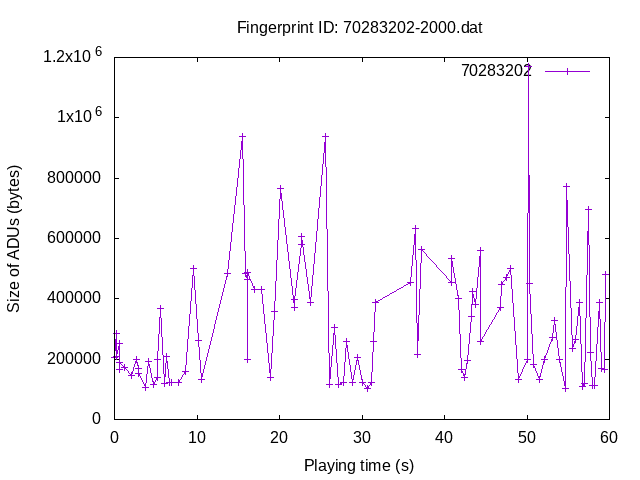 Fingerprint ID: 70283202-2000.dat
1.2x10^6
1x10^6
800000
600000
400000
200000
0
70283202
Size of ADUs (bytes)
0 10 20 30 40 50 60
Playing time (s)